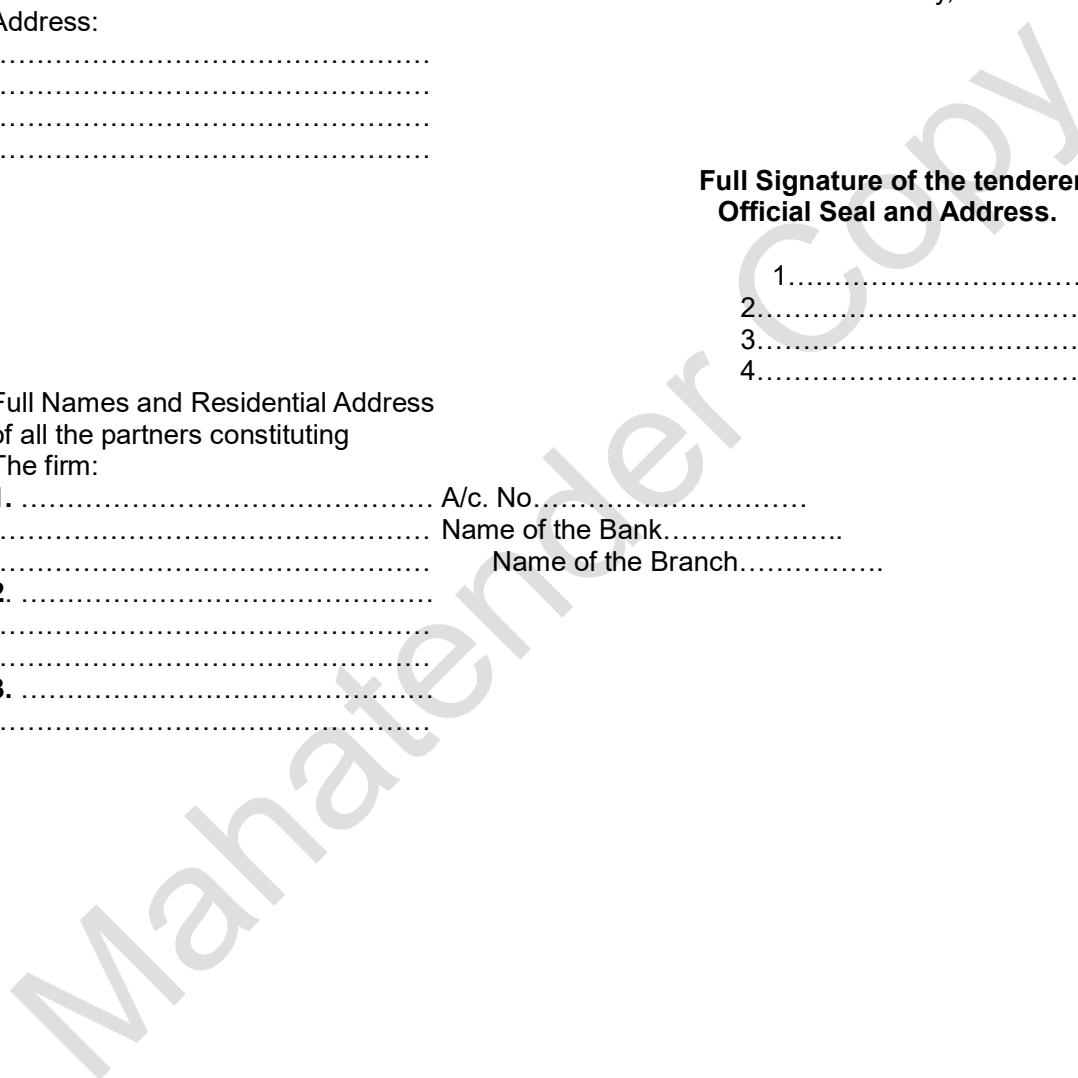 Address:
……………………………………….
……………………………………….
……………………………………….
……………………………………….
Full Signature of the tenderer
Official Seal and Address.
1…………………………………
2…………………………………
3…………………………………
4…………………………………
Full Names and Residential Address
of all the partners constituting
The firm:
1. ………………………………………. A/c. No…………………………
………………………………………. Name of the Bank………………..
………………………………………. Name of the Branch…………….
2. ……………………………………….
……………………………………….
……………………………………….
3. ……………………………………….
……………………………………….
Mahatender Copy